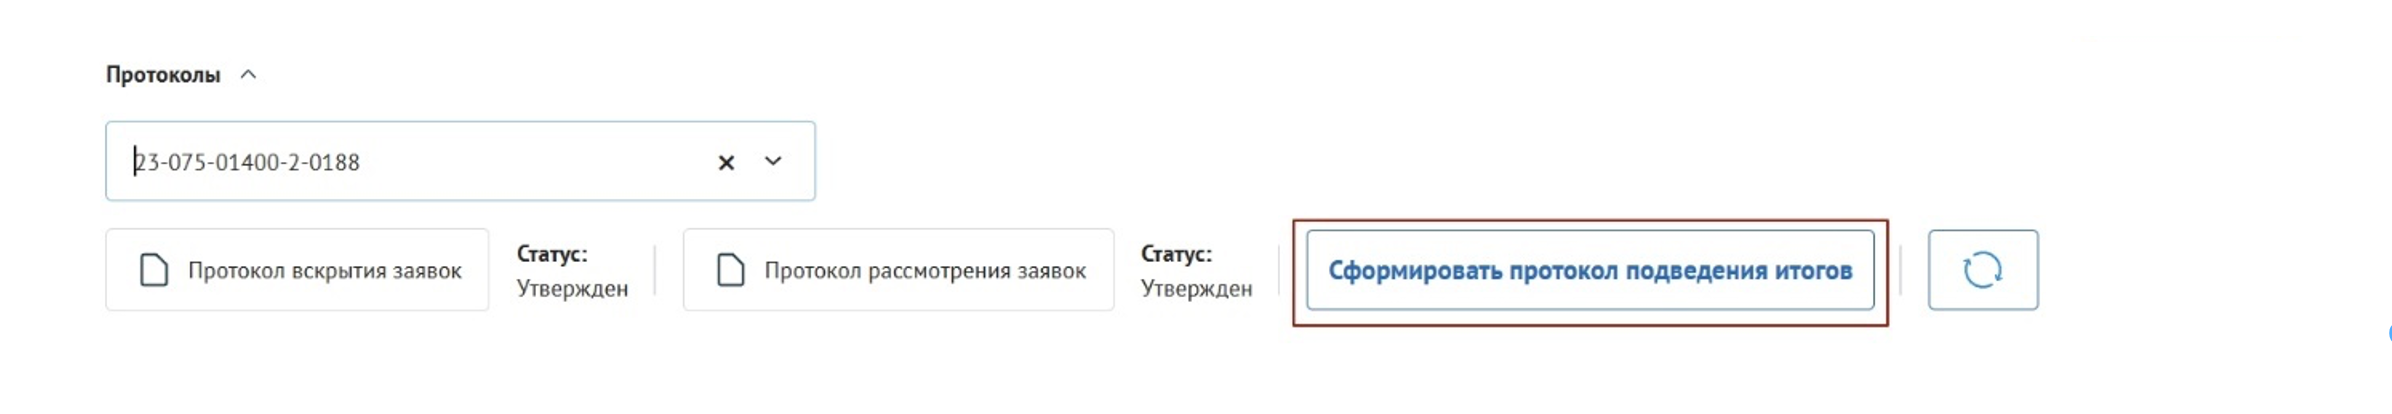 Протоколы
23-075-01400-2-0188
Протокол вскрытия заявок
Статус:
Утвержден
Протокол рассмотрения заявок
Статус:
Утвержден
Сформировать протокол подведения итогов